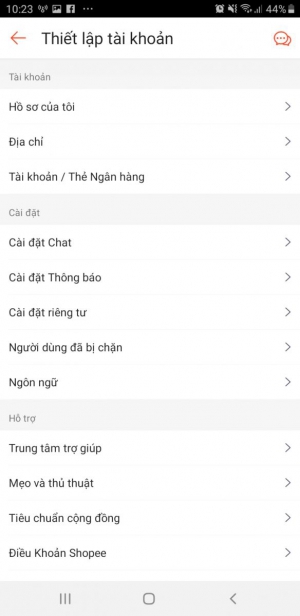 10:23 44%
Thiết lập tài khoản
Tài khoản
Hồ sơ của tôi
Địa chỉ
Tài khoản / Thẻ Ngân hàng
Cài đặt
Cài đặt Chat
Cài đặt Thông báo
Cài đặt riêng tư
Người dùng đã bị chặn
Ngôn ngữ
Hỗ trợ
Trung tâm trợ giúp
Mẹo và thủ thuật
Tiêu chuẩn cộng đồng
Điều Khoản Shopee